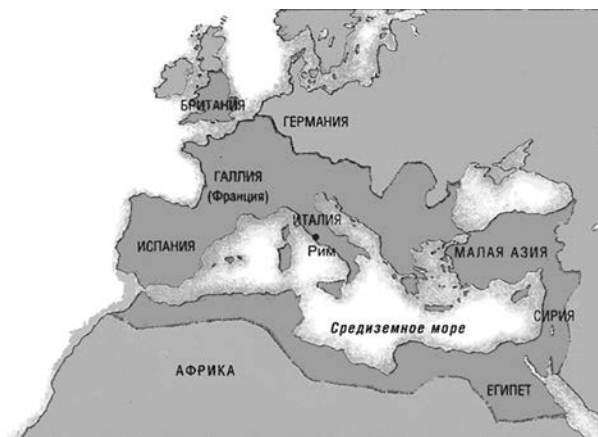 БРИТАНИЯ
ГЕРМАНИЯ
ГАЛЛИЯ
(Франция)
ИТАЛИЯ
Рим
ИСПАНИЯ
МАЛАЯ АЗИЯ
СИРИЯ
Средиземное море
АФРИКА
ЕГИПЕТ